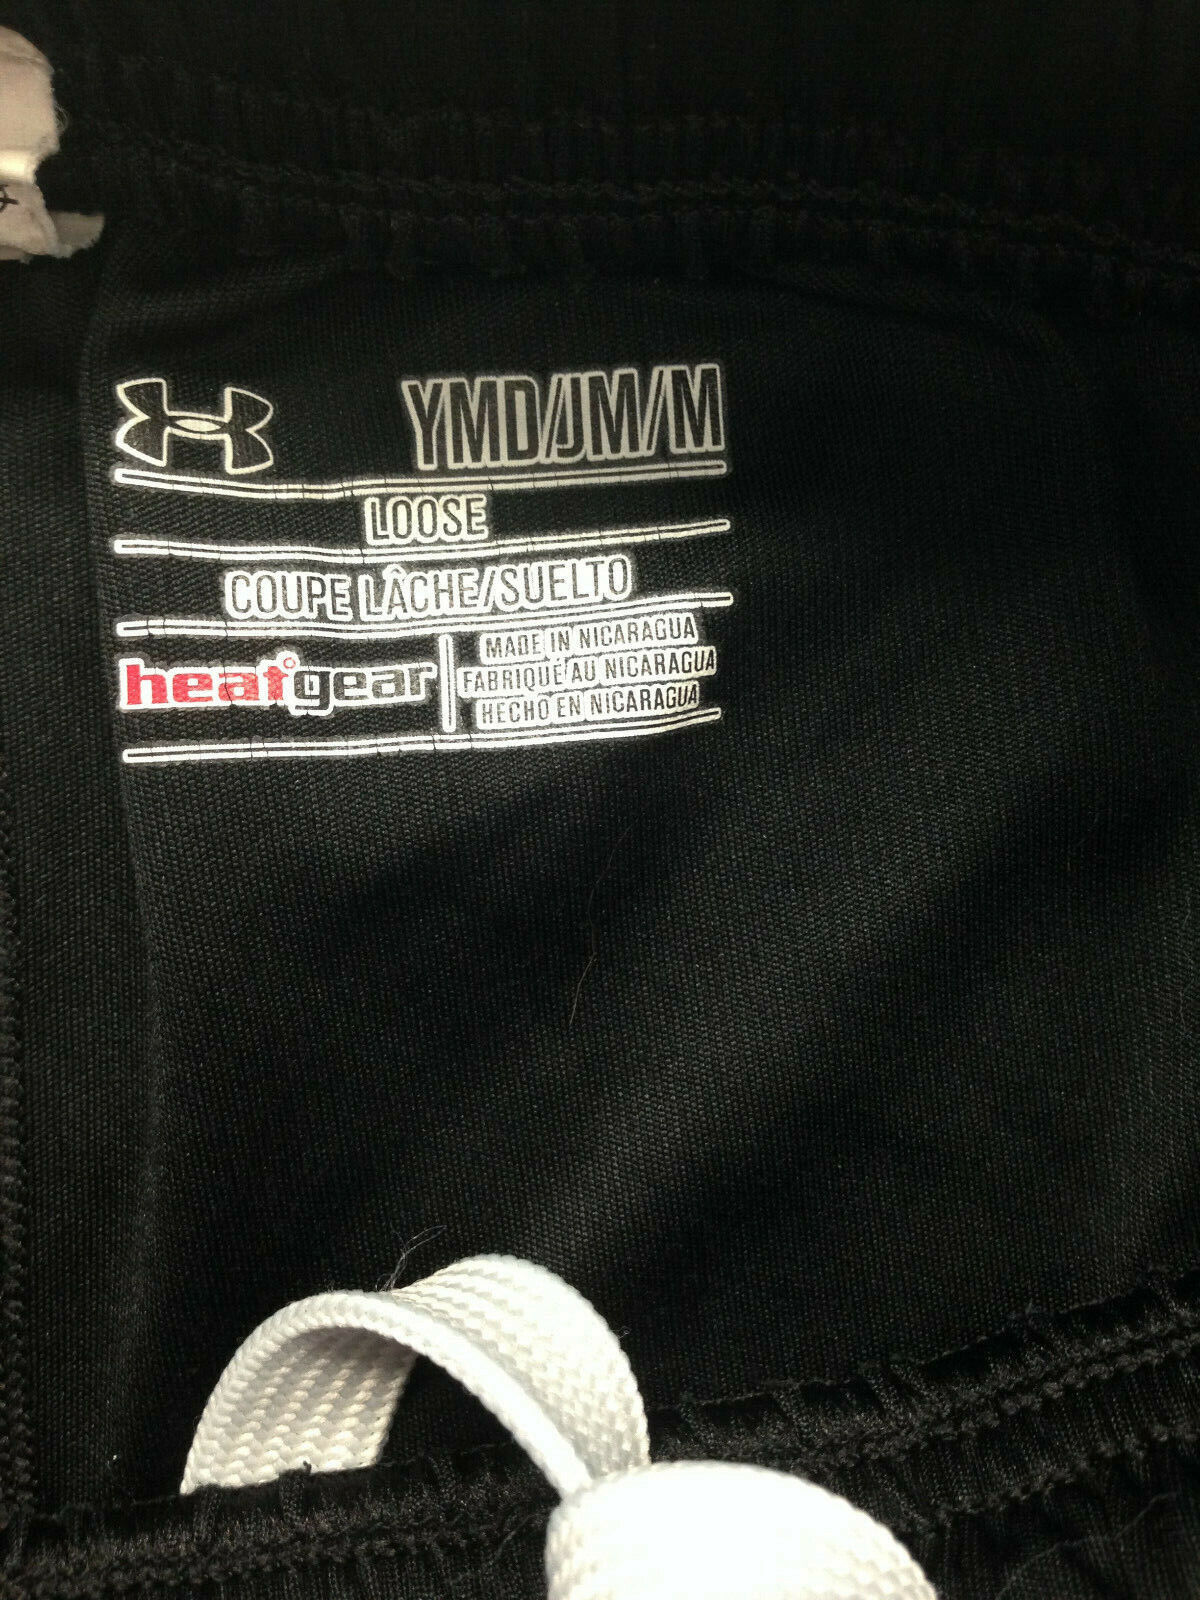 YMD/JM/M
LOOSE
COUPE LÂCHE/SUELTO
heatgear
MADE IN NICARAGUA
FABRIQUÉ AU NICARAGUA
HECHO EN NICARAGUA